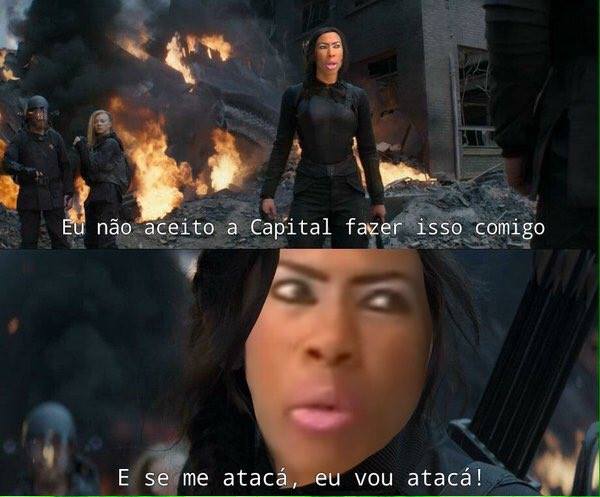 Eu não aceito a Capital fazer isso comigo
E se me atacá, eu vou atacá!